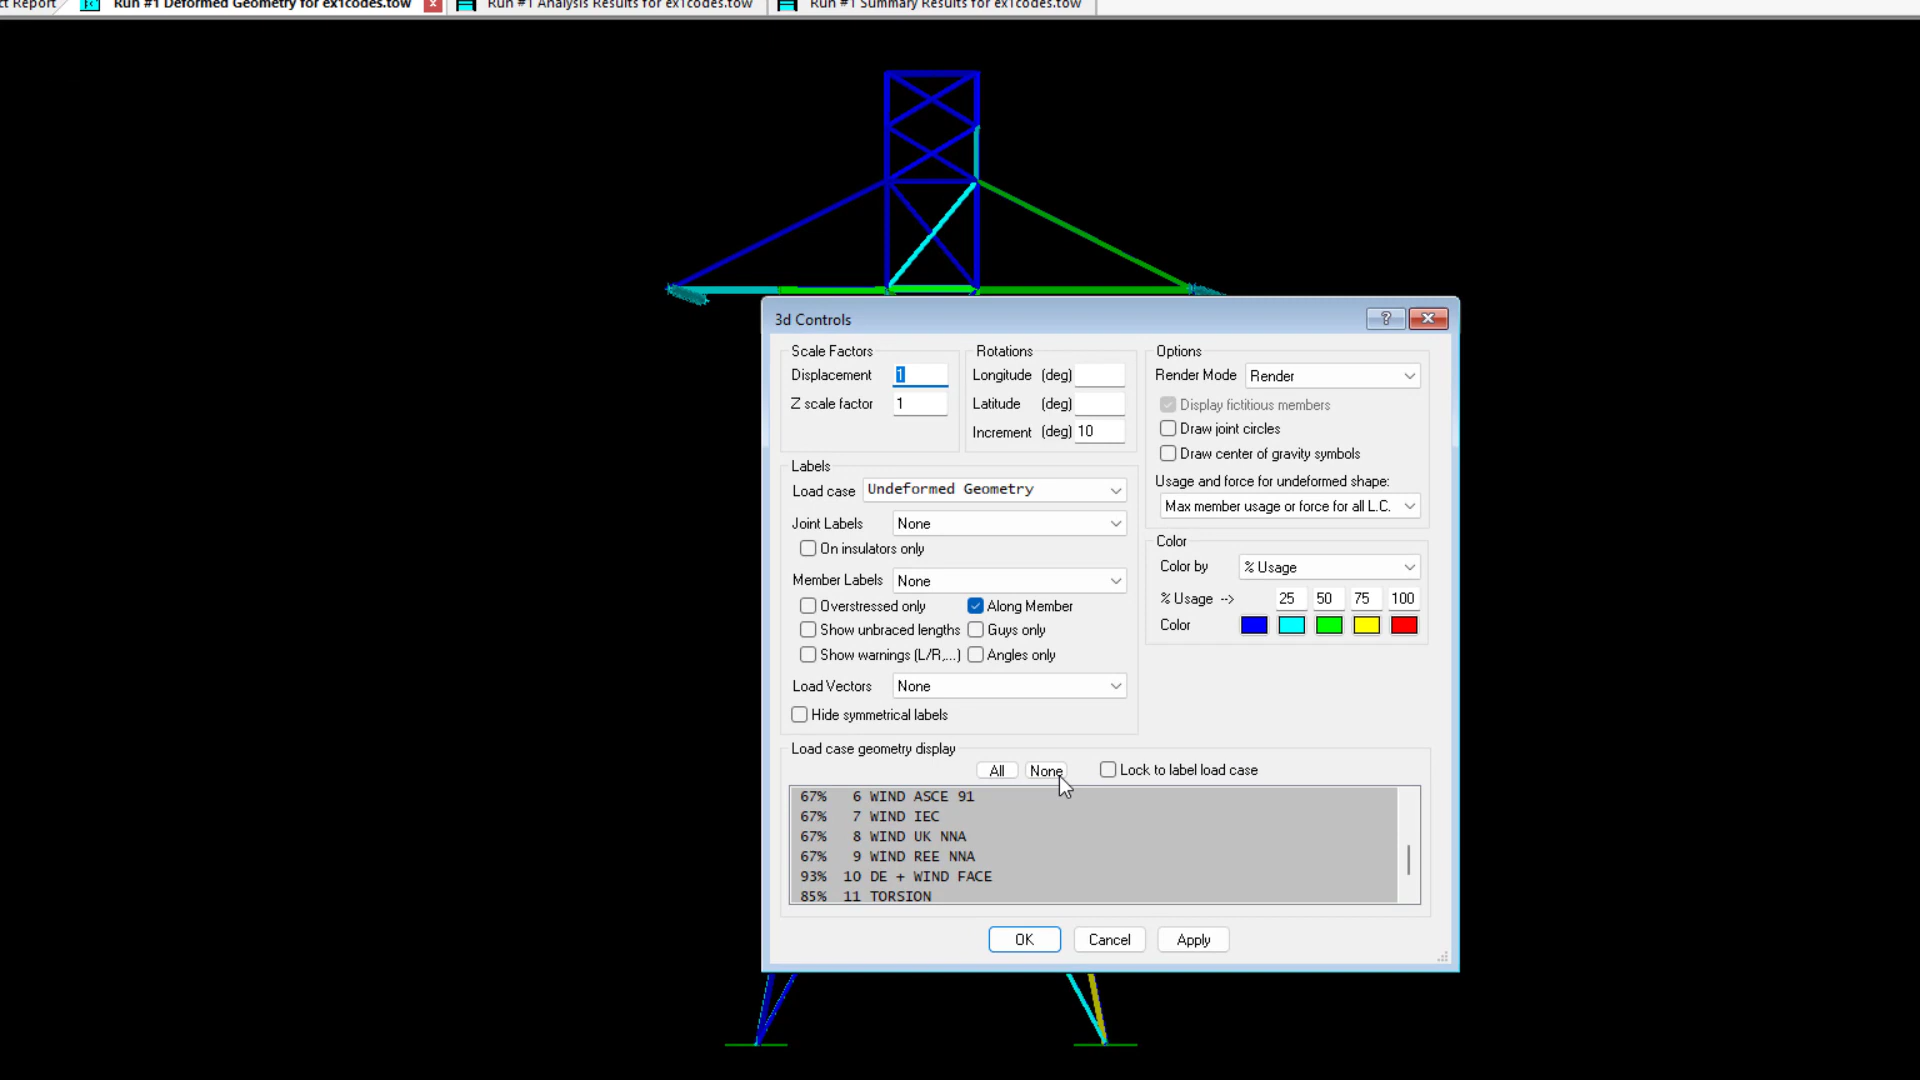 ct Report
Run #1 Deformed Geometry for ex1codes.tow
Run #1 Analysis Results for ex1codes.tow
Run #1 Summary Results for ex1codes.tow
3d Controls
?
Scale Factors
Displacement 1
Z scale factor 1
Rotations
Longitude (deg)
Latitude (deg)
Increment (deg) 10
Options
Render Mode Render
Display fictitious members
Draw joint circles
Draw center of gravity symbols
Usage and force for undeformed shape:
Max member usage or force for all L.C.
Labels
Load case Undeformed Geometry
Joint Labels None
On insulators only
Member Labels None
Overstressed only Along Member
Show unbraced lengths Guys only
Show warnings (L/R,...) Angles only
Load Vectors None
Hide symmetrical labels
Color
Color by % Usage
% Usage --> 25 50 75 100
Color
Load case geometry display
All None Lock to label load case
67% 6 WIND ASCE 91
67% 7 WIND IEC
67% 8 WIND UK NNA
67% 9 WIND REE NNA
93% 10 DE + WIND FACE
85% 11 TORSION
OK Cancel Apply